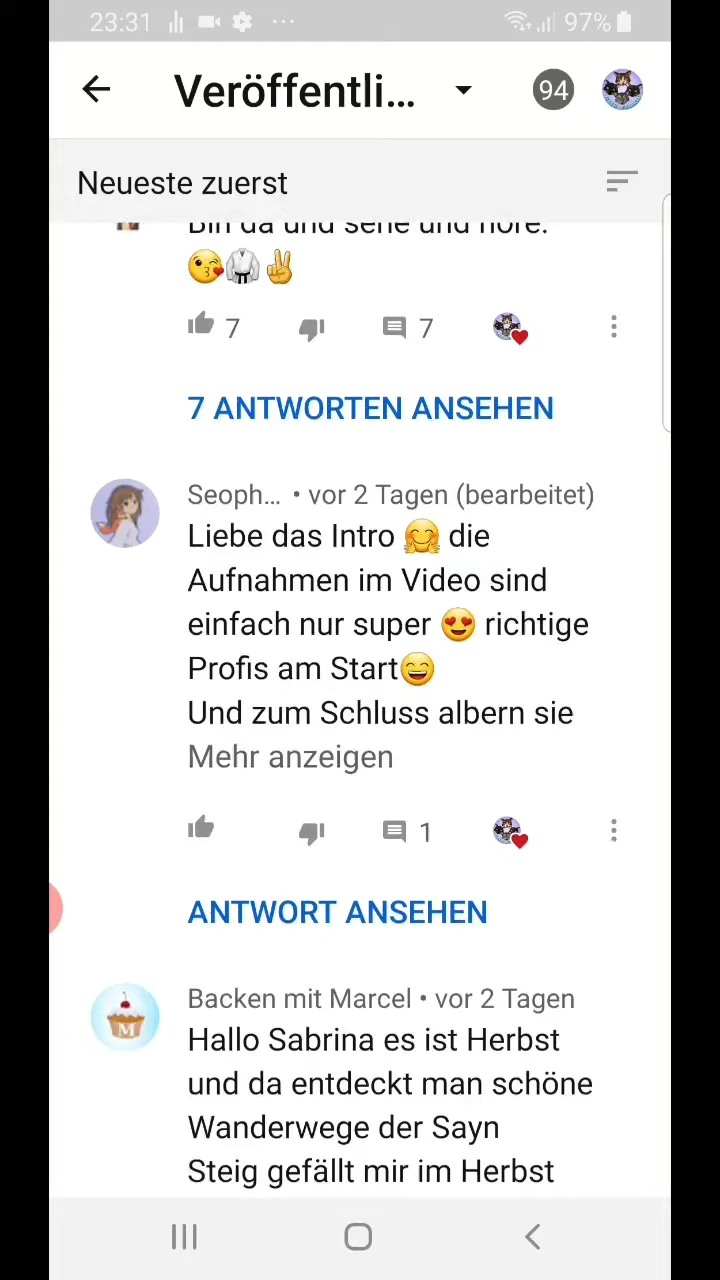 23:31 97%
Veröffentli... 94
Neueste zuerst
Bin da und sehe und höre.
😘🥋✌
7 7
7 ANTWORTEN ANSEHEN
Seoph... • vor 2 Tagen (bearbeitet)
Liebe das Intro 🤗 die
Aufnahmen im Video sind
einfach nur super 😍 richtige
Profis am Start😄
Und zum Schluss albern sie
Mehr anzeigen
1
ANTWORT ANSEHEN
Backen mit Marcel • vor 2 Tagen
M
Hallo Sabrina es ist Herbst
und da entdeckt man schöne
Wanderwege der Sayn
Steig gefällt mir im Herbst